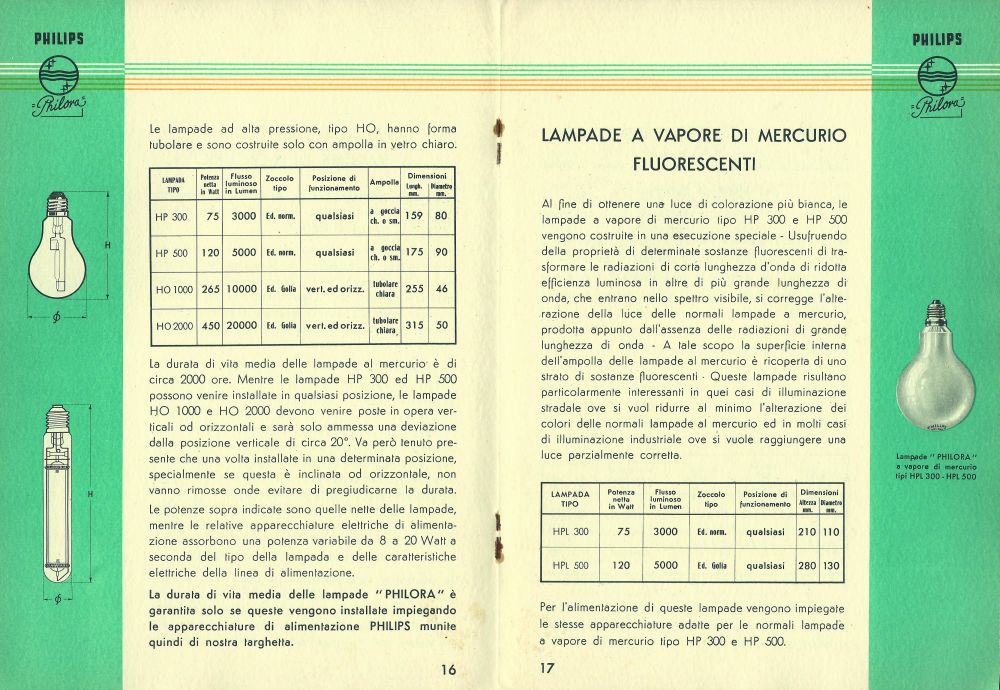 PHILIPS
Philora
Le lampade ad alta pressione, tipo HO, hanno forma
tubolare e sono costruite solo con ampolla in vetro chiaro.
LAMPADA TIPO | Potenza netta in Watt | Flusso luminoso in Lumen | Zoccolo tipo | Posizione di funzionamento | Ampolla | Dimensioni Lungh. mm. | Diametro mm.
HP 300 | 75 | 3000 | Ed. norm. | qualsiasi | a goccia ch. o sm. | 159 | 80
HP 500 | 120 | 5000 | Ed. norm. | qualsiasi | a goccia ch. o sm. | 175 | 90
HO 1000 | 265 | 10000 | Ed. Golia | vert. ed orizz. | tubolare chiara | 255 | 46
HO 2000 | 450 | 20000 | Ed. Golia | vert. ed orizz. | tubolare chiara | 315 | 50
La durata di vita media delle lampade al mercurio è di
circa 2000 ore. Mentre le lampade HP 300 ed HP 500
possono venire installate in qualsiasi posizione, le lampade
HO 1000 e HO 2000 devono venire poste in opera ver-
ticali od orizzontali e sarà solo ammessa una deviazione
dalla posizione verticale di circa 20°. Va però tenuto pre-
sente che una volta installate in una determinata posizione,
specialmente se questa è inclinata od orizzontale, non
vanno rimosse onde evitare di pregiudicarne la durata.
Le potenze sopra indicate sono quelle nette delle lampade,
mentre le relative apparecchiature elettriche di alimenta-
zione assorbono una potenza variabile da 8 a 20 Watt a
seconda del tipo della lampada e delle caratteristiche
elettriche della linea di alimentazione.
La durata di vita media delle lampade "PHILORA" è
garantita solo se queste vengono installate impiegando
le apparecchiature di alimentazione PHILIPS munite
quindi di nostra targhetta.
16
H
φ
H
φ
LAMPADE A VAPORE DI MERCURIO
FLUORESCENTI
Al fine di ottenere una luce di colorazione più bianca, le
lampade a vapore di mercurio tipo HP 300 e HP 500
vengono costruite in una esecuzione speciale - Usufruendo
della proprietà di determinate sostanze fluorescenti di tra-
sformare le radiazioni di corta lunghezza d'onda di ridotta
efficienza luminosa in altre di più grande lunghezza di
onda, che entrano nello spettro visibile, si corregge l'alte-
razione della luce delle normali lampade a mercurio,
prodotta appunto dall'assenza delle radiazioni di grande
lunghezza di onda - A tale scopo la superficie interna
dell'ampolla delle lampade al mercurio è ricoperta di uno
strato di sostanze fluorescenti - Queste lampade risultano
particolarmente interessanti in quei casi di illuminazione
stradale ove si vuol ridurre al minimo l'alterazione dei
colori delle normali lampade al mercurio ed in molti casi
di illuminazione industriale ove si vuole raggiungere una
luce parzialmente corretta.
LAMPADA TIPO | Potenza netta in Watt | Flusso luminoso in Lumen | Zoccolo tipo | Posizione di funzionamento | Dimensioni Altezza mm. | Diametro mm.
HPL 300 | 75 | 3000 | Ed. norm. | qualsiasi | 210 | 110
HPL 500 | 120 | 5000 | Ed. Golia | qualsiasi | 280 | 130
Per l'alimentazione di queste lampade vengono impiegate
le stesse apparecchiature adatte per le normali lampade
a vapore di mercurio tipo HP 300 e HP 500.
17
PHILIPS
Philora
PHILIPS
Lampade "PHILORA"
a vapore di mercurio
tipi HPL 300 - HPL 500